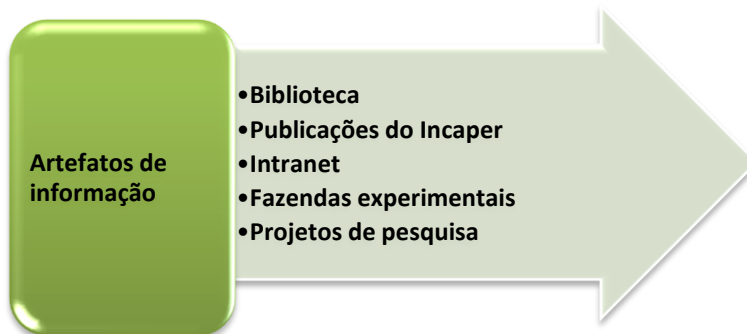 Artefatos de
informação
•Biblioteca
•Publicações do Incaper
•Intranet
•Fazendas experimentais
•Projetos de pesquisa